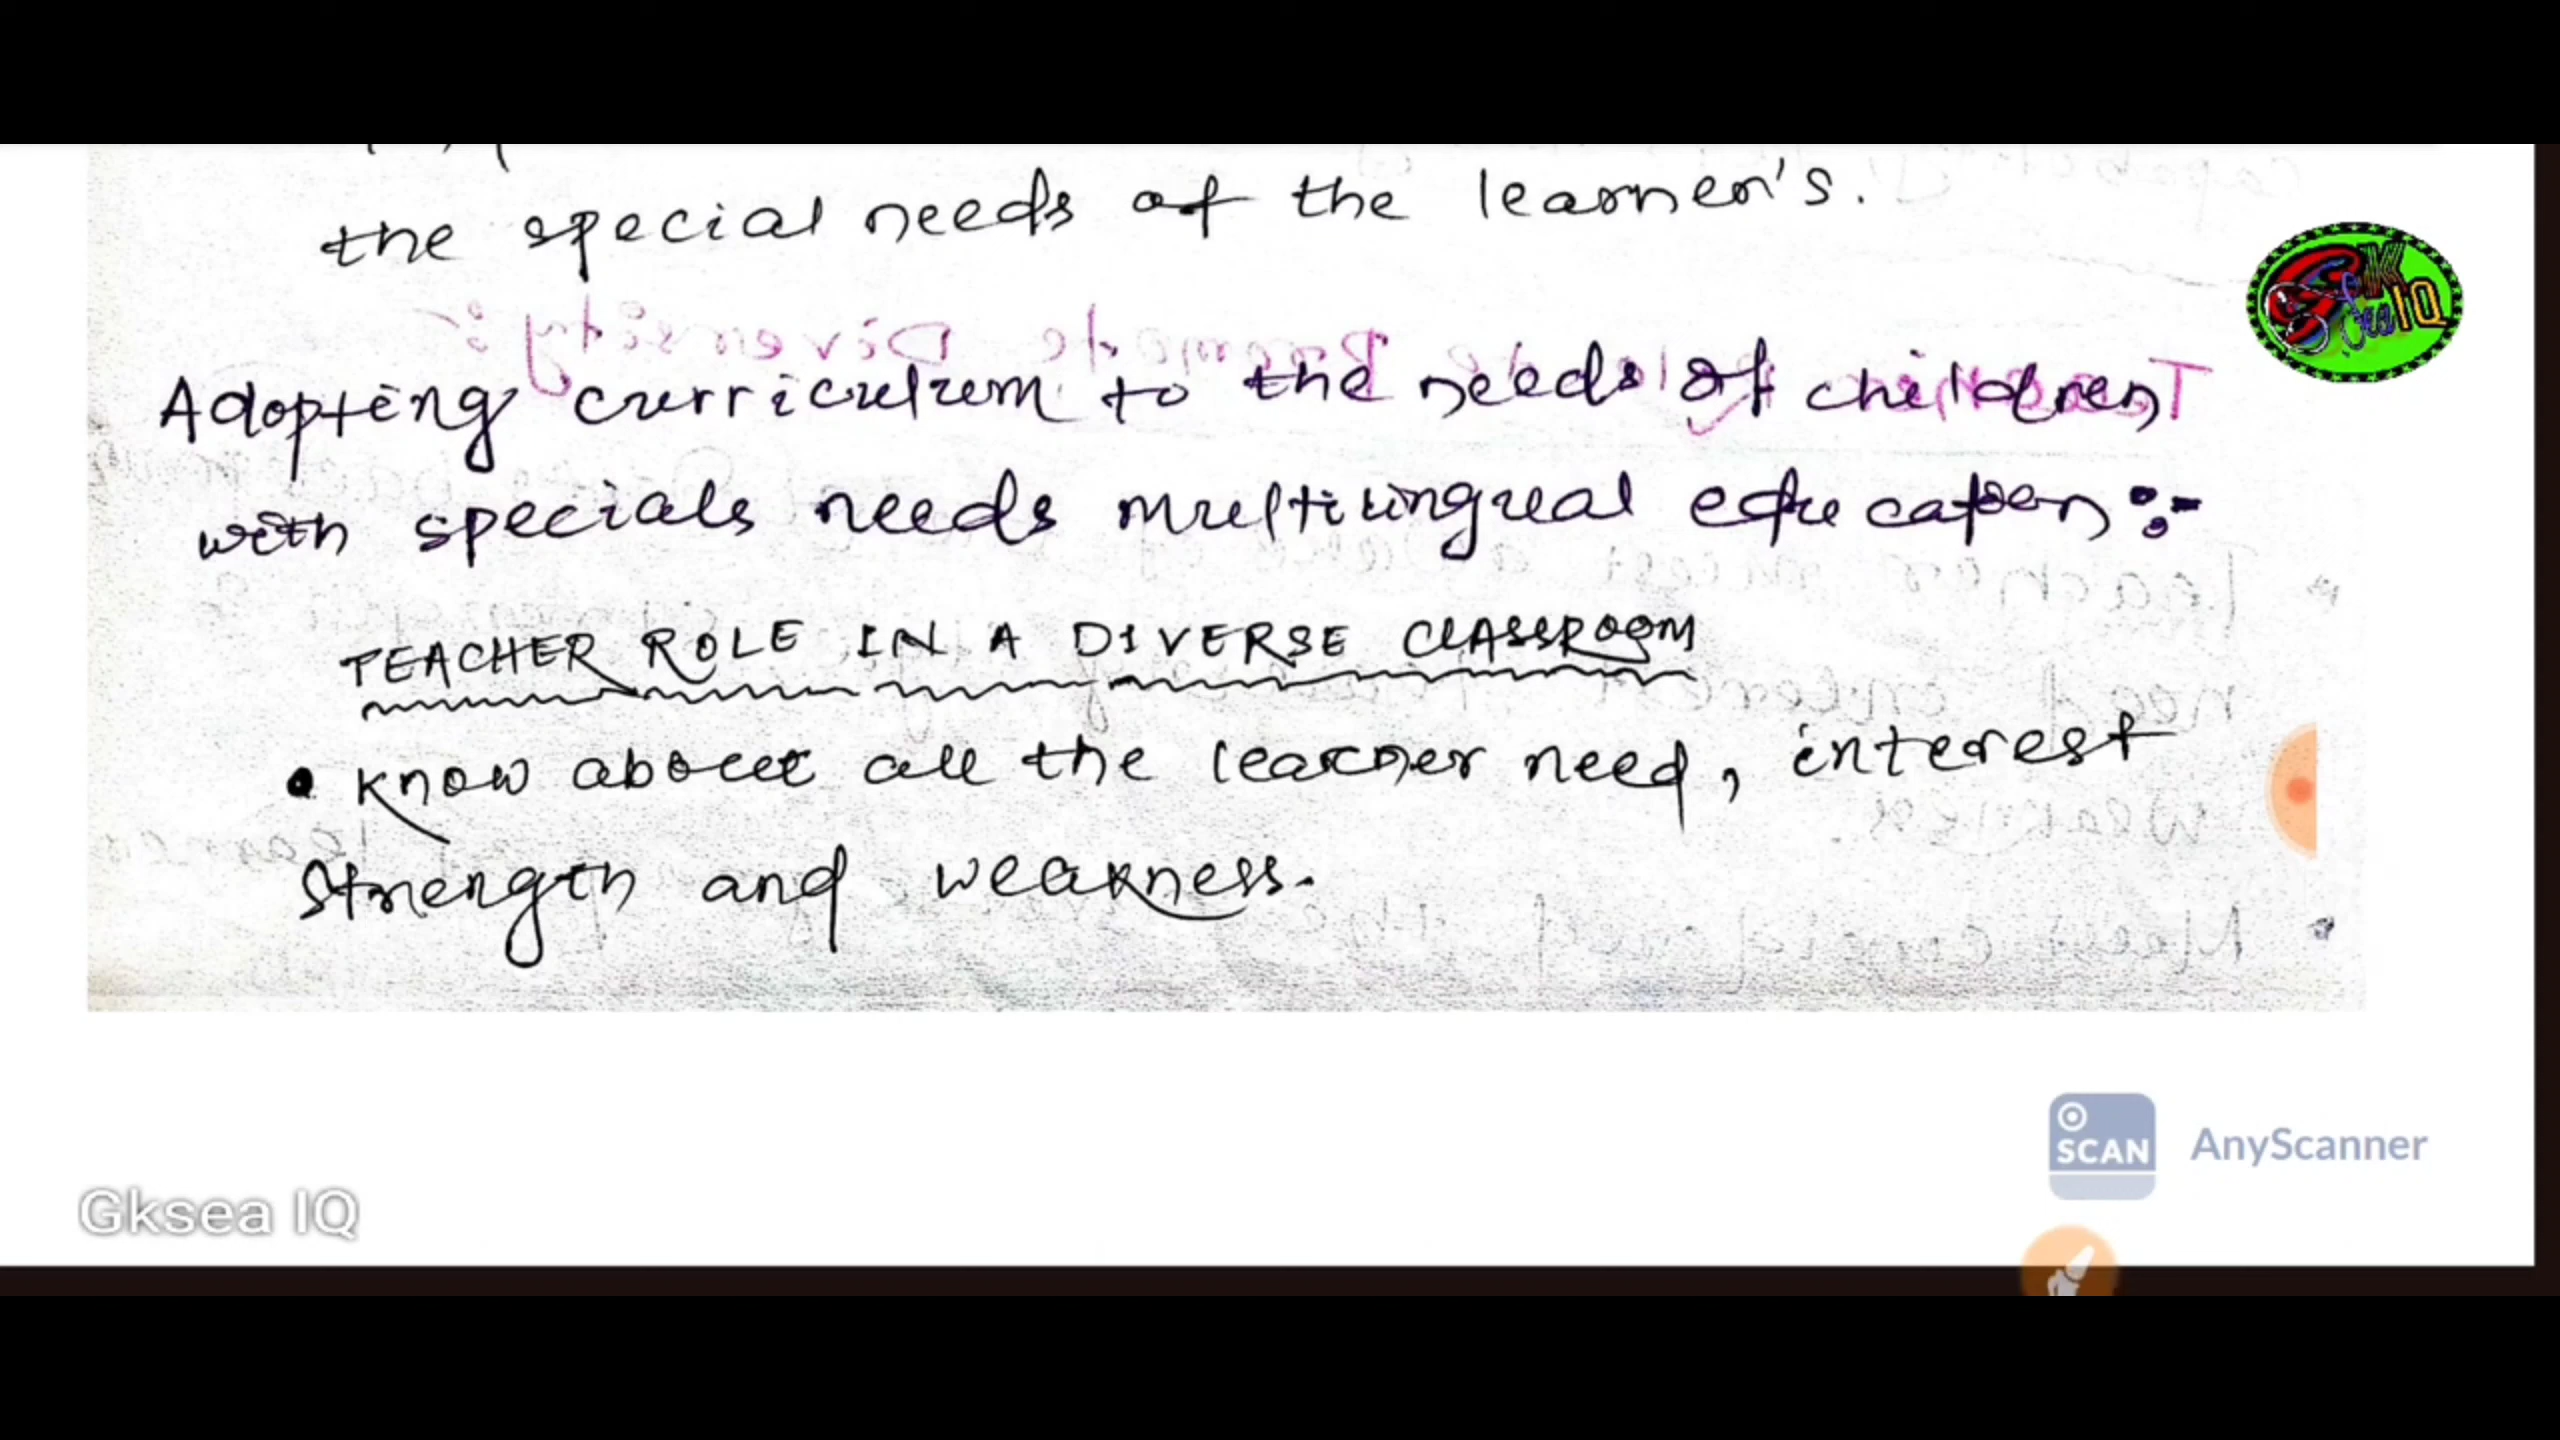 the special needs of the learner's.
Adopting curriculum to the needs of children
with specials needs multilingual education :-
TEACHER ROLE IN A DIVERSE CLASSROOM
• Know about all the learner need, interest
Strength and weakness.
SCAN AnyScanner
Gksea IQ